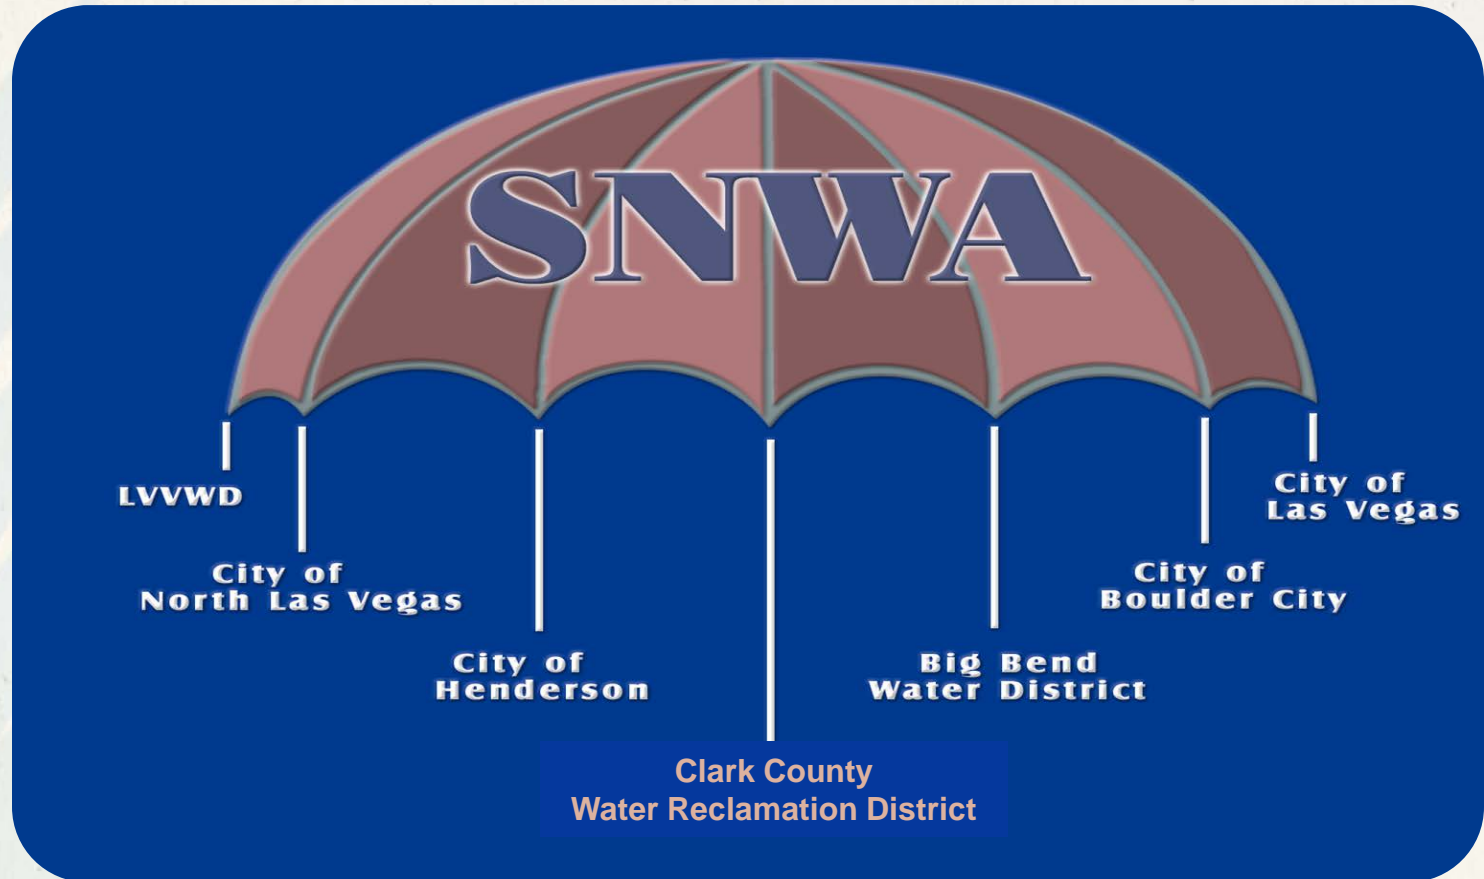 SNWA
LVVWD
City of
North Las Vegas
City of
Henderson
Clark County
Water Reclamation District
Big Bend
Water District
City of
Boulder City
City of
Las Vegas